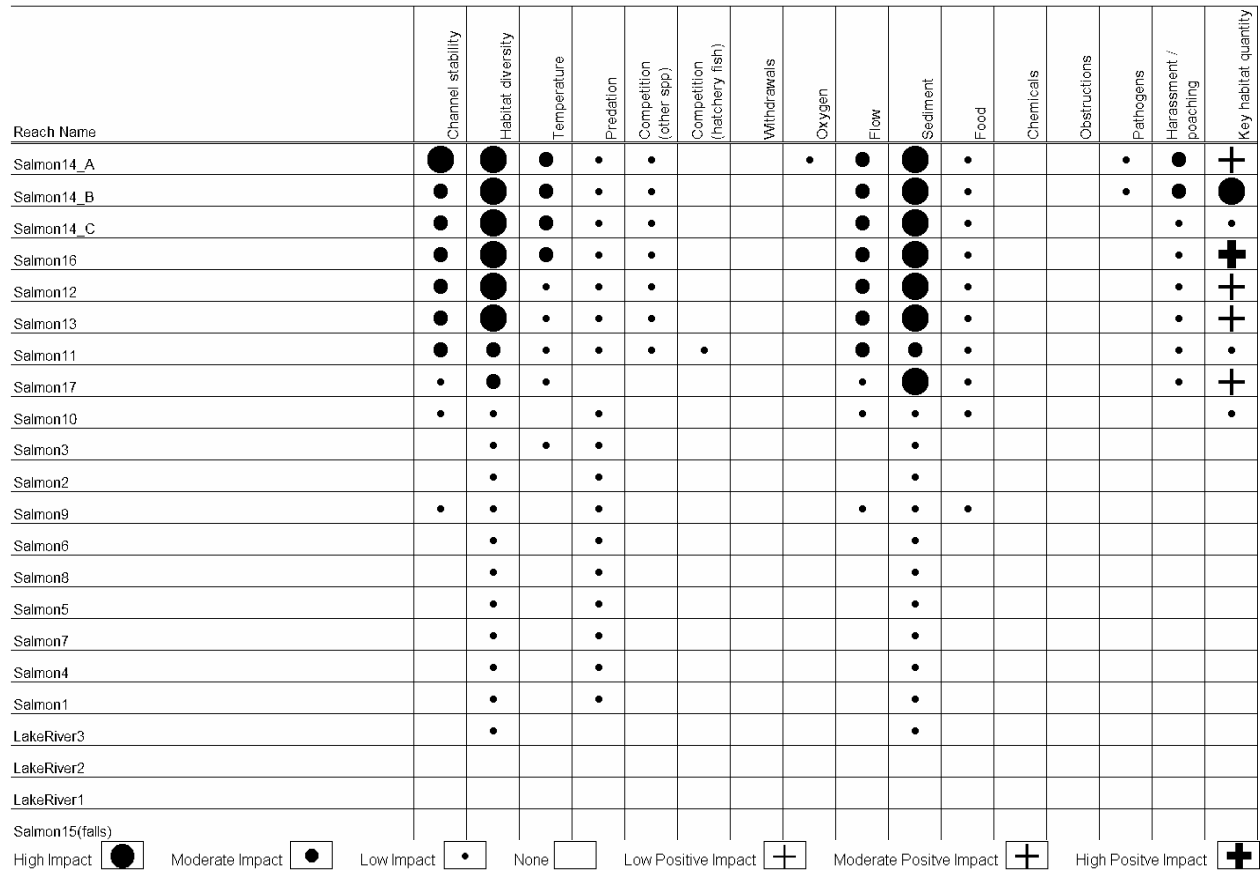 Reach Name
Channel stability
Habitat diversity
Temperature
Predation
Competition
(other spp)
Competition
(hatchery fish)
Withdrawals
Oxygen
Flow
Sediment
Food
Chemicals
Obstructions
Pathogens
Harassment /
poaching
Key habitat quantity
Salmon14_A
Salmon14_B
Salmon14_C
Salmon16
Salmon12
Salmon13
Salmon11
Salmon17
Salmon10
Salmon3
Salmon2
Salmon9
Salmon6
Salmon8
Salmon5
Salmon7
Salmon4
Salmon1
LakeRiver3
LakeRiver2
LakeRiver1
Salmon15(falls)
High Impact Moderate Impact Low Impact None Low Positive Impact Moderate Positve Impact High Positve Impact